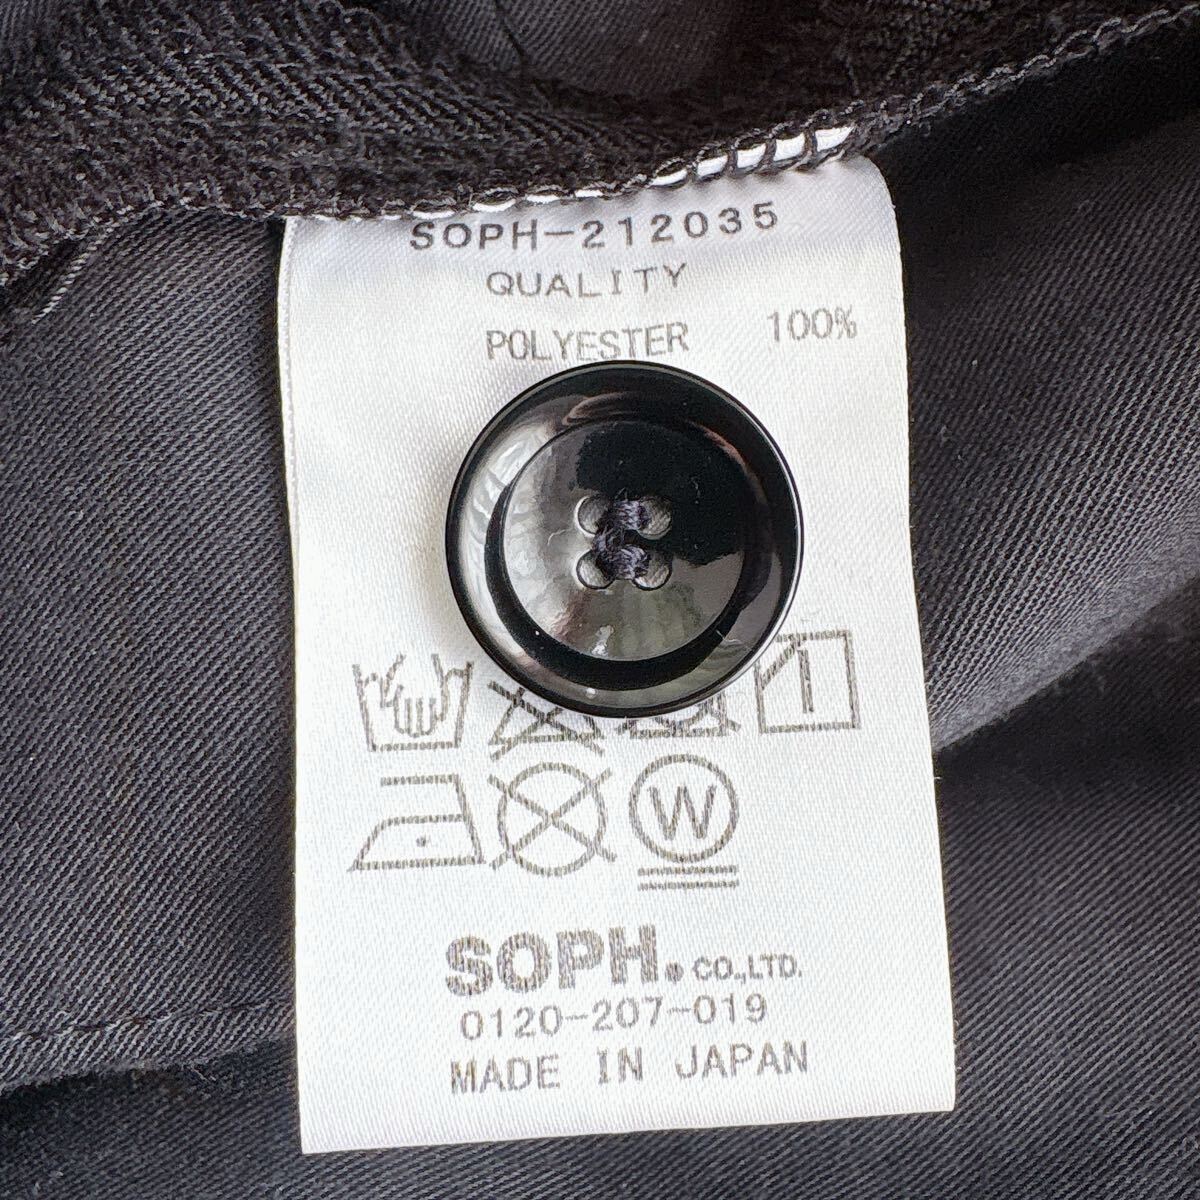 SOPH-212035
QUALITY
POLYESTER 100%
W
SOPH. CO.,LTD.
0120-207-019
MADE IN JAPAN